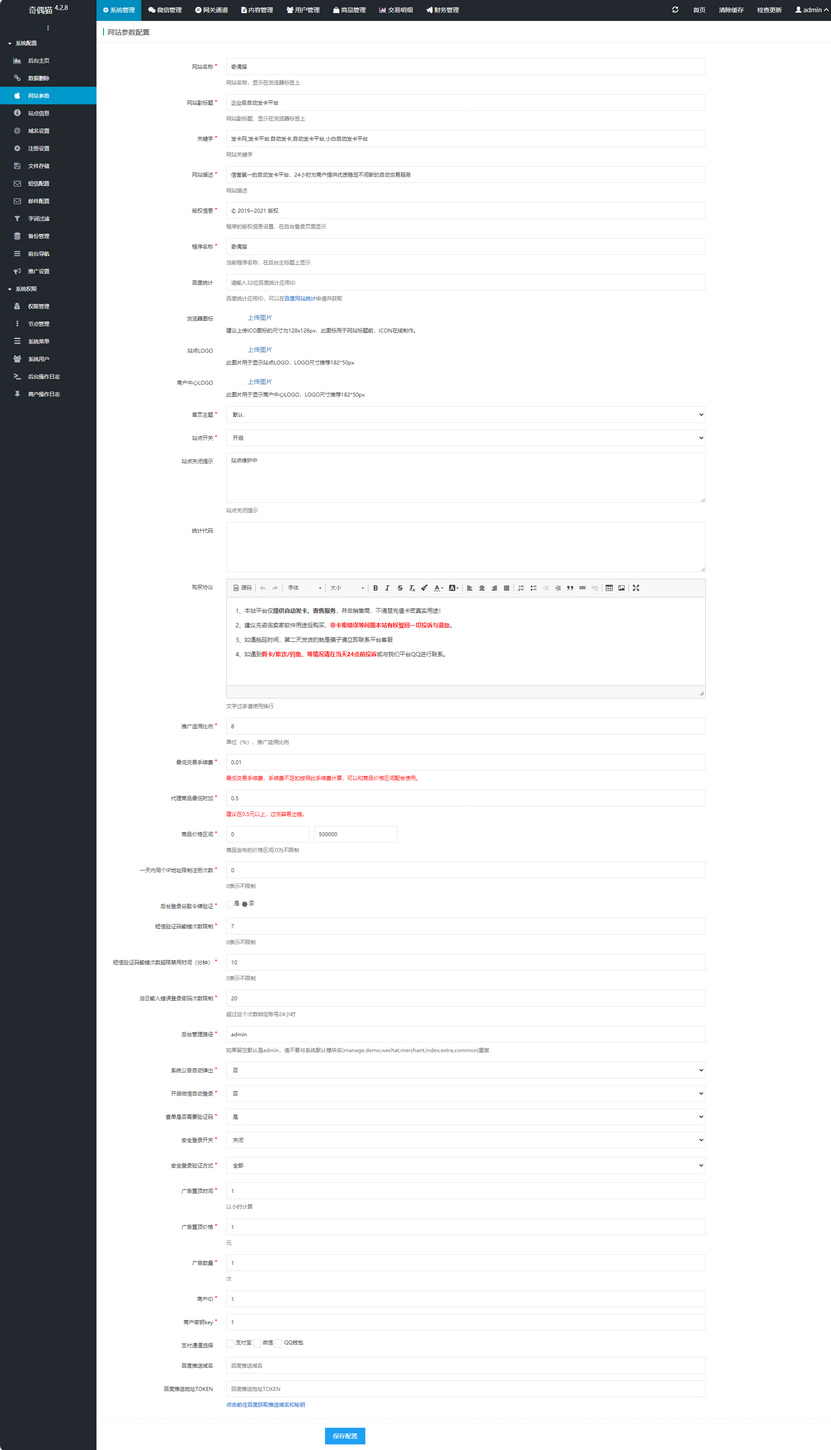 奇偶猫 4.2.8
系统管理 微信管理 网关通道 内容管理 用户管理 商品管理 交易明细 财务管理 首页 清除缓存 检查更新 admin
系统配置
后台主页
数据删除
网站参数
站点信息
域名设置
注册设置
文件存储
短信配置
邮件配置
字词过滤
备份管理
前台导航
推广设置
系统权限
权限管理
节点管理
系统菜单
系统用户
后台操作日志
商户操作日志
网站参数配置
网站名称 * 奇偶猫
网站名称，显示在浏览器标签上
网站副标题 * 企业级自动发卡平台
网站副标题，显示在浏览器标签上
关键字 * 发卡网,发卡平台,自动发卡,自动发卡平台,小白自动发卡平台
网站关键字
网站描述 * 信誉第一的自动发卡平台，24小时为商户提供优质稳定不间断的自动交易服务
网站描述
版权信息 * © 2019~2021 版权
程序的版权信息设置，在后台登录页面显示
程序名称 * 奇偶猫
当前程序名称，在后台主标题上显示
百度统计 请输入32位百度统计应用ID
百度统计应用ID，可以在百度网站统计申请并获取
浏览器图标 上传图片
建议上传ICO图标的尺寸为128x128px，此图标用于网站标题前，ICON在线制作。
站点LOGO 上传图片
此图片用于显示站点LOGO，LOGO尺寸推荐182*50px
商户中心LOGO 上传图片
此图片用于显示商户中心LOGO，LOGO尺寸推荐182*50px
首页主题 * 默认
站点开关 * 开启
站点关闭提示 站点维护中
站点关闭提示
统计代码
购买协议 源码 字体 大小
1、本站平台仅提供自动发卡、寄售服务，并非销售商，不清楚充值卡密真实用途！
2、建议先咨询卖家软件用途后购买，非卡密错误等问题本站有权驳回一切投诉与退款。
3、如遇拖延时间，第二天发货的就是骗子请立即联系平台客服
4、如遇到假卡/欺诈/钓鱼，等情况请在当天24点前投诉或与我们平台QQ进行联系。
文字过多请使用换行
推广返佣比例 * 8
单位（%），推广返佣比例
最低交易手续费 * 0.01
最低交易手续费，手续费不足的按照此手续费计算，可以和商品价格区间配合使用。
代理商品最低附加 * 0.5
建议在0.5元以上，过低容易出错。
商品价格区间 * 0 500000
商品发布的价格区间,0为不限制
一天内同个IP地址限制注册次数 * 0
0表示不限制
后台登录谷歌令牌验证 * 是 否
短信验证码输错次数限制 * 7
0表示不限制
短信验证码输错次数超限禁用时间（分钟） * 10
0表示不限制
当日输入错误登录密码次数限制 * 20
超过这个次数锁定账号24小时
后台管理路径 * admin
如果留空默认是admin，请不要与系统默认模块名(manage,demo,wechat,merchant,index,extra,common)重复
系统公告自动弹出 * 否
开启微信自动登录 * 否
查单是否需要验证码 * 是
安全登录开关 * 关闭
安全登录验证方式 * 全部
广告置顶时间 * 1
以小时计算
广告置顶价格 * 1
元
广告数量 * 1
次
商户ID * 1
商户密钥key * 1
支付通道选择 支付宝 微信 QQ钱包
百度推送域名 百度推送域名
百度推送地址TOKEN 百度推送地址TOKEN
点击前往百度获取推送域名和秘钥
保存配置